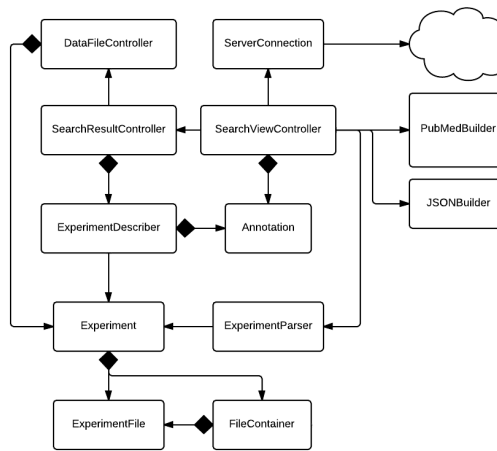 DataFileController
ServerConnection
SearchResultController
SearchViewController
PubMedBuilder
JSONBuilder
ExperimentDescriber
Annotation
Experiment
ExperimentParser
ExperimentFile
FileContainer